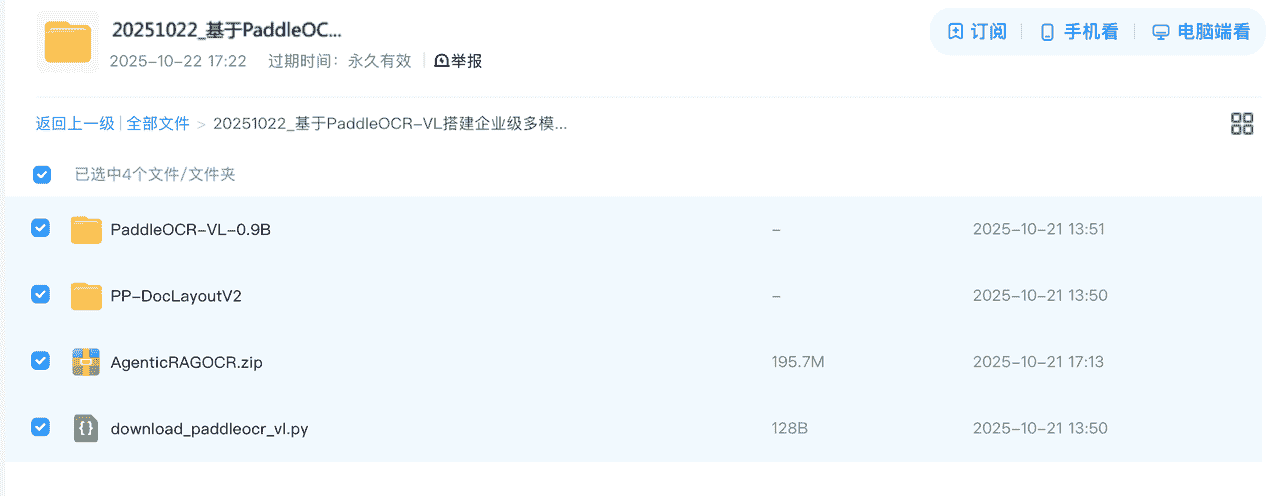 20251022_基于PaddleOC...
订阅 手机看 电脑端看
2025-10-22 17:22 过期时间：永久有效 举报
返回上一级 | 全部文件 > 20251022_基于PaddleOCR-VL搭建企业级多模...
已选中4个文件/文件夹
PaddleOCR-VL-0.9B - 2025-10-21 13:51
PP-DocLayoutV2 - 2025-10-21 13:50
AgenticRAGOCR.zip 195.7M 2025-10-21 17:13
{} download_paddleocr_vl.py 128B 2025-10-21 13:50